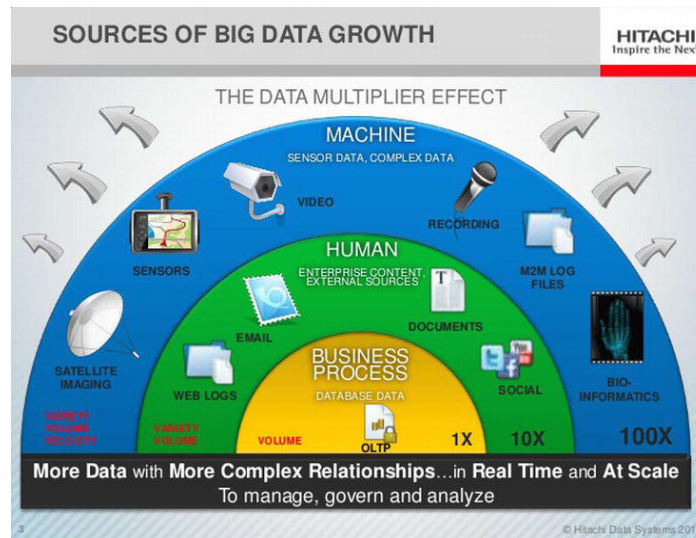 SOURCES OF BIG DATA GROWTH
HITACHI
Inspire the Nex
THE DATA MULTIPLIER EFFECT
MACHINE
SENSOR DATA, COMPLEX DATA
VIDEO
RECORDING
SENSORS
M2M LOG
FILES
HUMAN
ENTERPRISE CONTENT,
EXTERNAL SOURCES
EMAIL
DOCUMENTS
SATELLITE
IMAGING
WEB LOGS
SOCIAL
BIO-
INFORMATICS
BUSINESS
PROCESS
DATABASE DATA
OLTP
VARIETY
VOLUME
VELOCITY
VARIETY
VOLUME
VOLUME
1X
10X
100X
More Data with More Complex Relationships...in Real Time and At Scale
To manage, govern and analyze
3
© Hitachi Data Systems 201